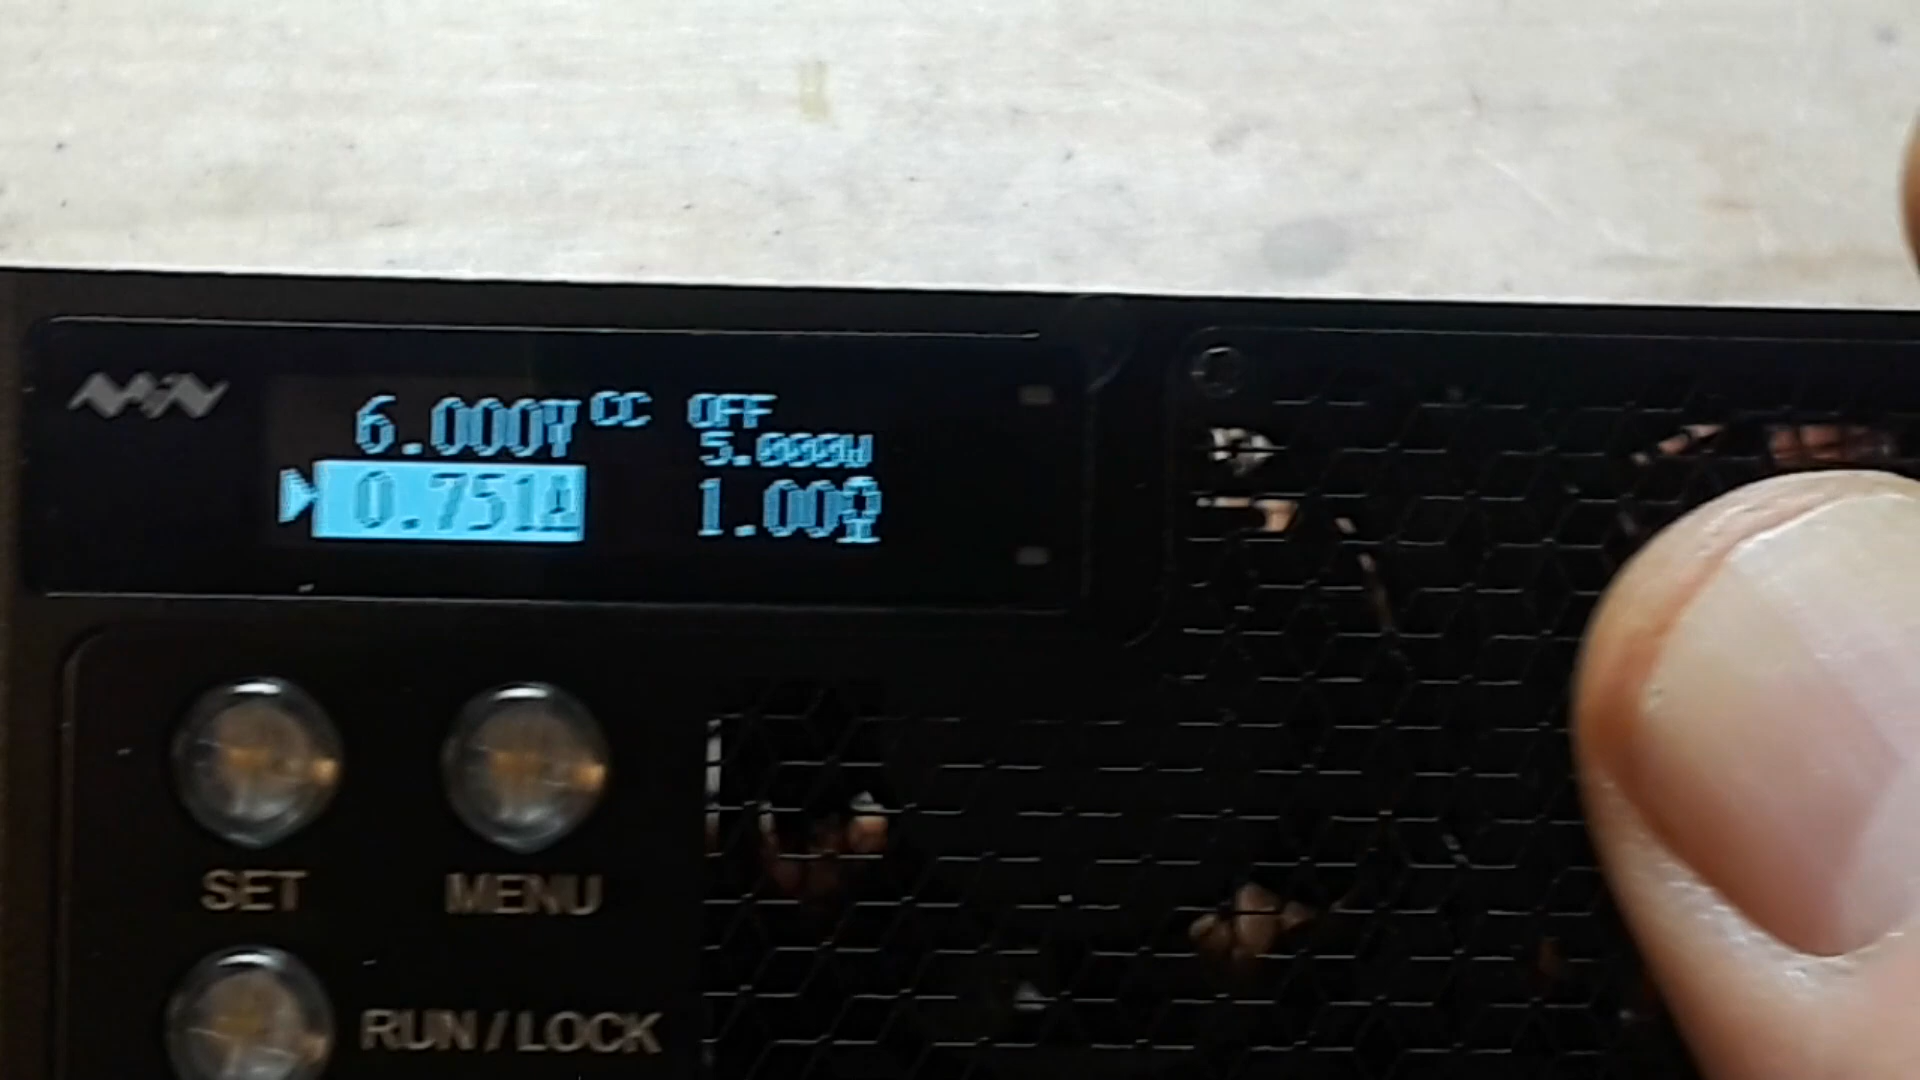 6.000V CC OFF
5.000W
0.751A 1.00Ω
SET MENU
RUN / LOCK